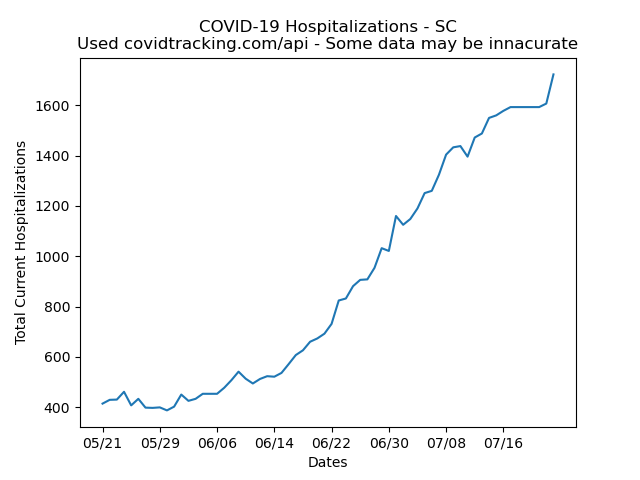 COVID-19 Hospitalizations - SC
Used covidtracking.com/api - Some data may be innacurate
1600
1400
1200
1000
800
600
400
Total Current Hospitalizations
05/21 05/29 06/06 06/14 06/22 06/30 07/08 07/16
Dates